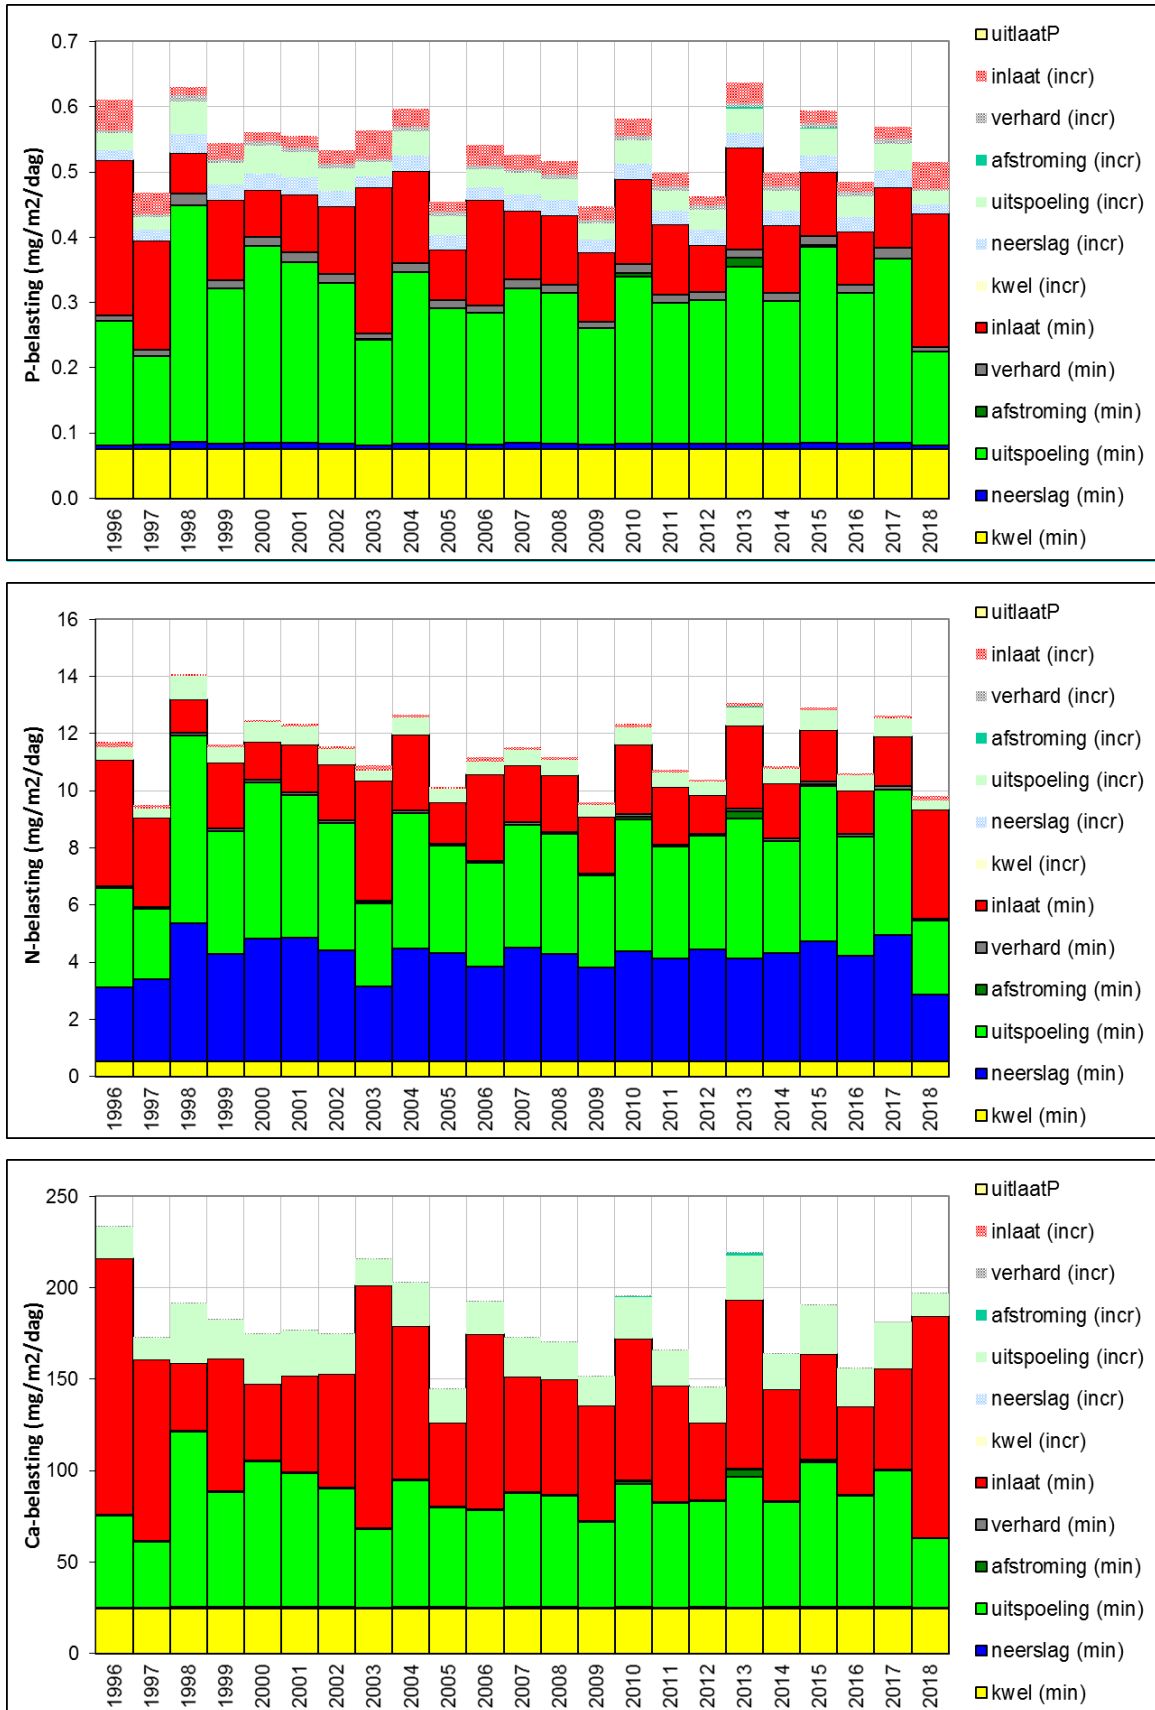 P-belasting (mg/m2/dag)
0.7
0.6
0.5
0.4
0.3
0.2
0.1
0.0
1996 1997 1998 1999 2000 2001 2002 2003 2004 2005 2006 2007 2008 2009 2010 2011 2012 2013 2014 2015 2016 2017 2018
uitlaatP
inlaat (incr)
verhard (incr)
afstroming (incr)
uitspoeling (incr)
neerslag (incr)
kwel (incr)
inlaat (min)
verhard (min)
afstroming (min)
uitspoeling (min)
neerslag (min)
kwel (min)
N-belasting (mg/m2/dag)
16
14
12
10
8
6
4
2
0
1996 1997 1998 1999 2000 2001 2002 2003 2004 2005 2006 2007 2008 2009 2010 2011 2012 2013 2014 2015 2016 2017 2018
uitlaatP
inlaat (incr)
verhard (incr)
afstroming (incr)
uitspoeling (incr)
neerslag (incr)
kwel (incr)
inlaat (min)
verhard (min)
afstroming (min)
uitspoeling (min)
neerslag (min)
kwel (min)
Ca-belasting (mg/m2/dag)
250
200
150
100
50
0
1996 1997 1998 1999 2000 2001 2002 2003 2004 2005 2006 2007 2008 2009 2010 2011 2012 2013 2014 2015 2016 2017 2018
uitlaatP
inlaat (incr)
verhard (incr)
afstroming (incr)
uitspoeling (incr)
neerslag (incr)
kwel (incr)
inlaat (min)
verhard (min)
afstroming (min)
uitspoeling (min)
neerslag (min)
kwel (min)